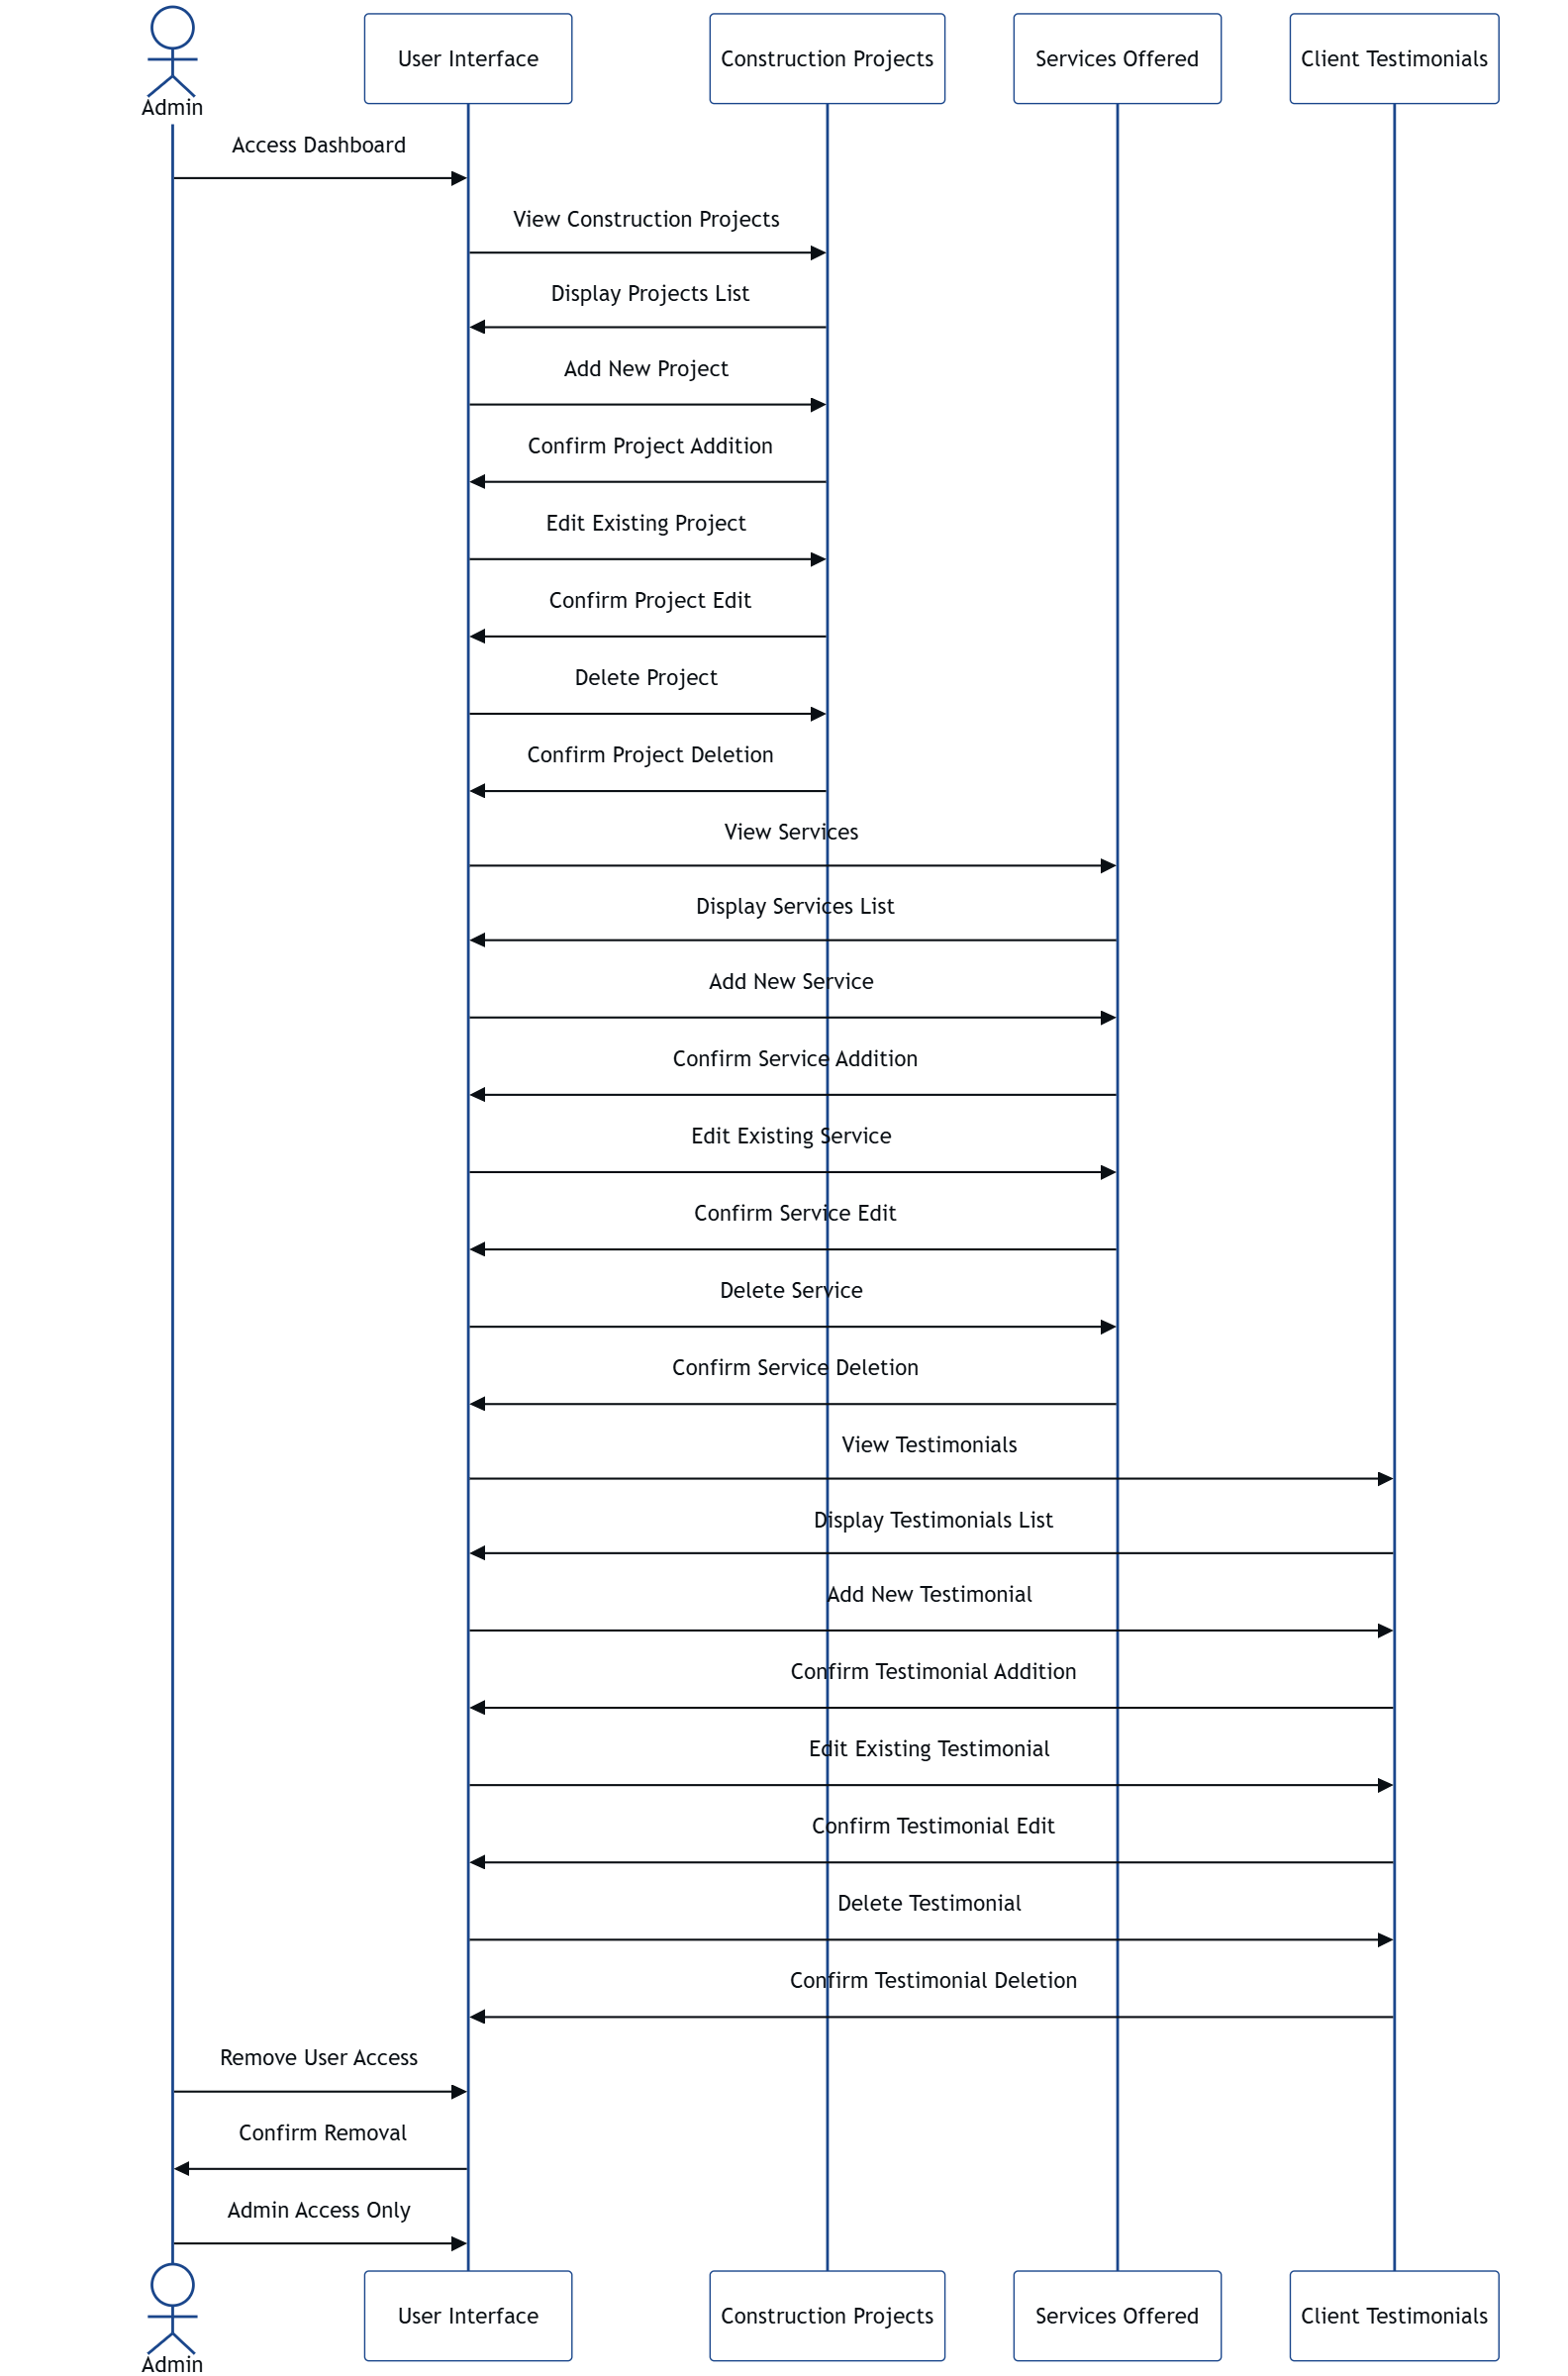 User Interface
Construction Projects
Services Offered
Client Testimonials
Admin
Access Dashboard
View Construction Projects
Display Projects List
Add New Project
Confirm Project Addition
Edit Existing Project
Confirm Project Edit
Delete Project
Confirm Project Deletion
View Services
Display Services List
Add New Service
Confirm Service Addition
Edit Existing Service
Confirm Service Edit
Delete Service
Confirm Service Deletion
View Testimonials
Display Testimonials List
Add New Testimonial
Confirm Testimonial Addition
Edit Existing Testimonial
Confirm Testimonial Edit
Delete Testimonial
Confirm Testimonial Deletion
Remove User Access
Confirm Removal
Admin Access Only
User Interface
Construction Projects
Services Offered
Client Testimonials
Admin